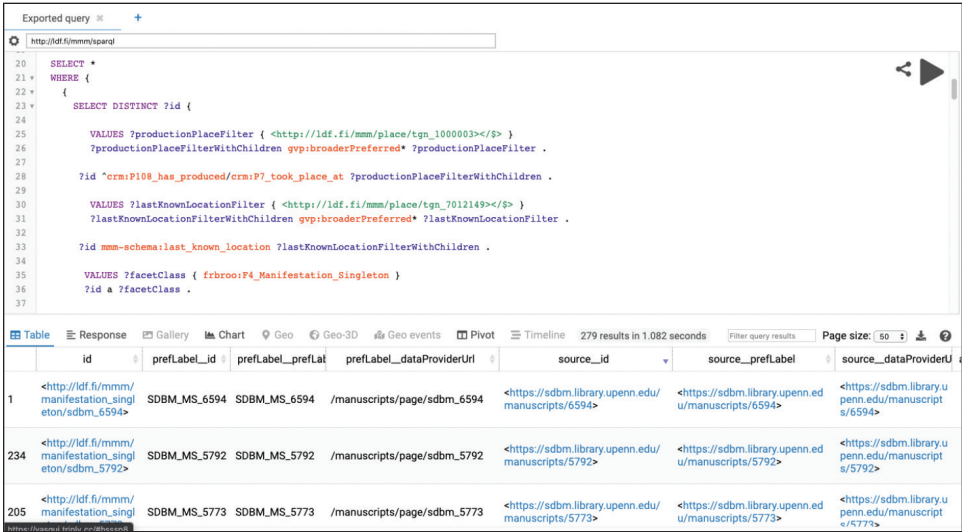 Exported query × +
http://ldf.fi/mmm/sparql
20 SELECT *
21 WHERE {
22 {
23 SELECT DISTINCT ?id {
24
25 VALUES ?productionPlaceFilter { <http://ldf.fi/mmm/place/tgn_1000003></$> }
26 ?productionPlaceFilterWithChildren gvp:broaderPreferred* ?productionPlaceFilter .
27
28 ?id ^crm:P108_has_produced/crm:P7_took_place_at ?productionPlaceFilterWithChildren .
29
30 VALUES ?lastKnownLocationFilter { <http://ldf.fi/mmm/place/tgn_7012149></$> }
31 ?lastKnownLocationFilterWithChildren gvp:broaderPreferred* ?lastKnownLocationFilter .
32
33 ?id mmm-schema:last_known_location ?lastKnownLocationFilterWithChildren .
34
35 VALUES ?facetClass { frbroo:F4_Manifestation_Singleton }
36 ?id a ?facetClass .
37
Table Response Gallery Chart Geo Geo-3D Geo events Pivot Timeline 279 results in 1.082 seconds Filter query results Page size: 50
id prefLabel__id prefLabel__prefLal prefLabel__dataProviderUrl source__id source__prefLabel source__dataProviderU
<http://ldf.fi/mmm/ <https://sdbm.library.upenn.edu/ <https://sdbm.library.upenn.ed <https://sdbm.library.u
1 manifestation_singl SDBM_MS_6594 SDBM_MS_6594 /manuscripts/page/sdbm_6594 manuscripts/6594> u/manuscripts/6594> penn.edu/manuscript
eton/sdbm_6594> s/6594>
<http://ldf.fi/mmm/ <https://sdbm.library.upenn.edu/ <https://sdbm.library.upenn.ed <https://sdbm.library.u
234 manifestation_singl SDBM_MS_5792 SDBM_MS_5792 /manuscripts/page/sdbm_5792 manuscripts/5792> u/manuscripts/5792> penn.edu/manuscript
eton/sdbm_5792> s/5792>
<http://ldf.fi/mmm/ <https://sdbm.library.upenn.edu/ <https://sdbm.library.upenn.ed <https://sdbm.library.u
205 manifestation_singl SDBM_MS_5773 SDBM_MS_5773 /manuscripts/page/sdbm_5773 manuscripts/5773> u/manuscripts/5773> penn.edu/manuscript
s/5773>